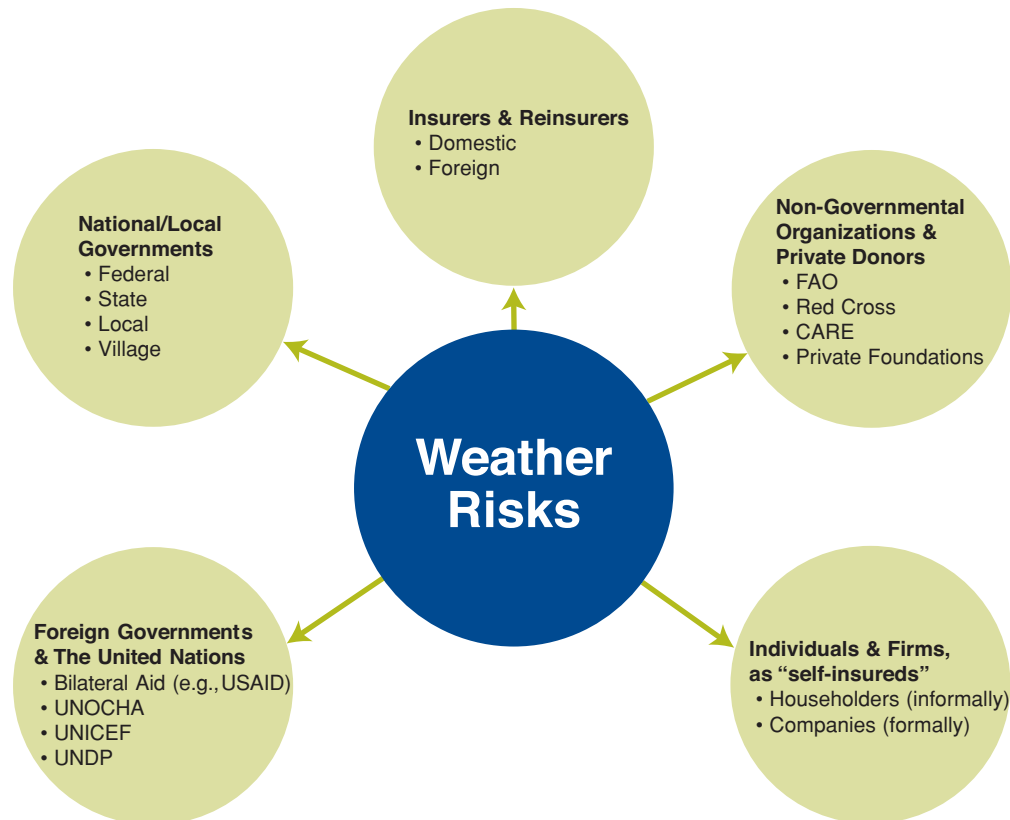 Insurers & Reinsurers
• Domestic
• Foreign
National/Local
Governments
• Federal
• State
• Local
• Village
Non-Governmental
Organizations &
Private Donors
• FAO
• Red Cross
• CARE
• Private Foundations
Weather
Risks
Foreign Governments
& The United Nations
• Bilateral Aid (e.g.,USAID)
• UNOCHA
• UNICEF
• UNDP
Individuals & Firms,
as “self-insureds”
• Householders (informally)
• Companies (formally)